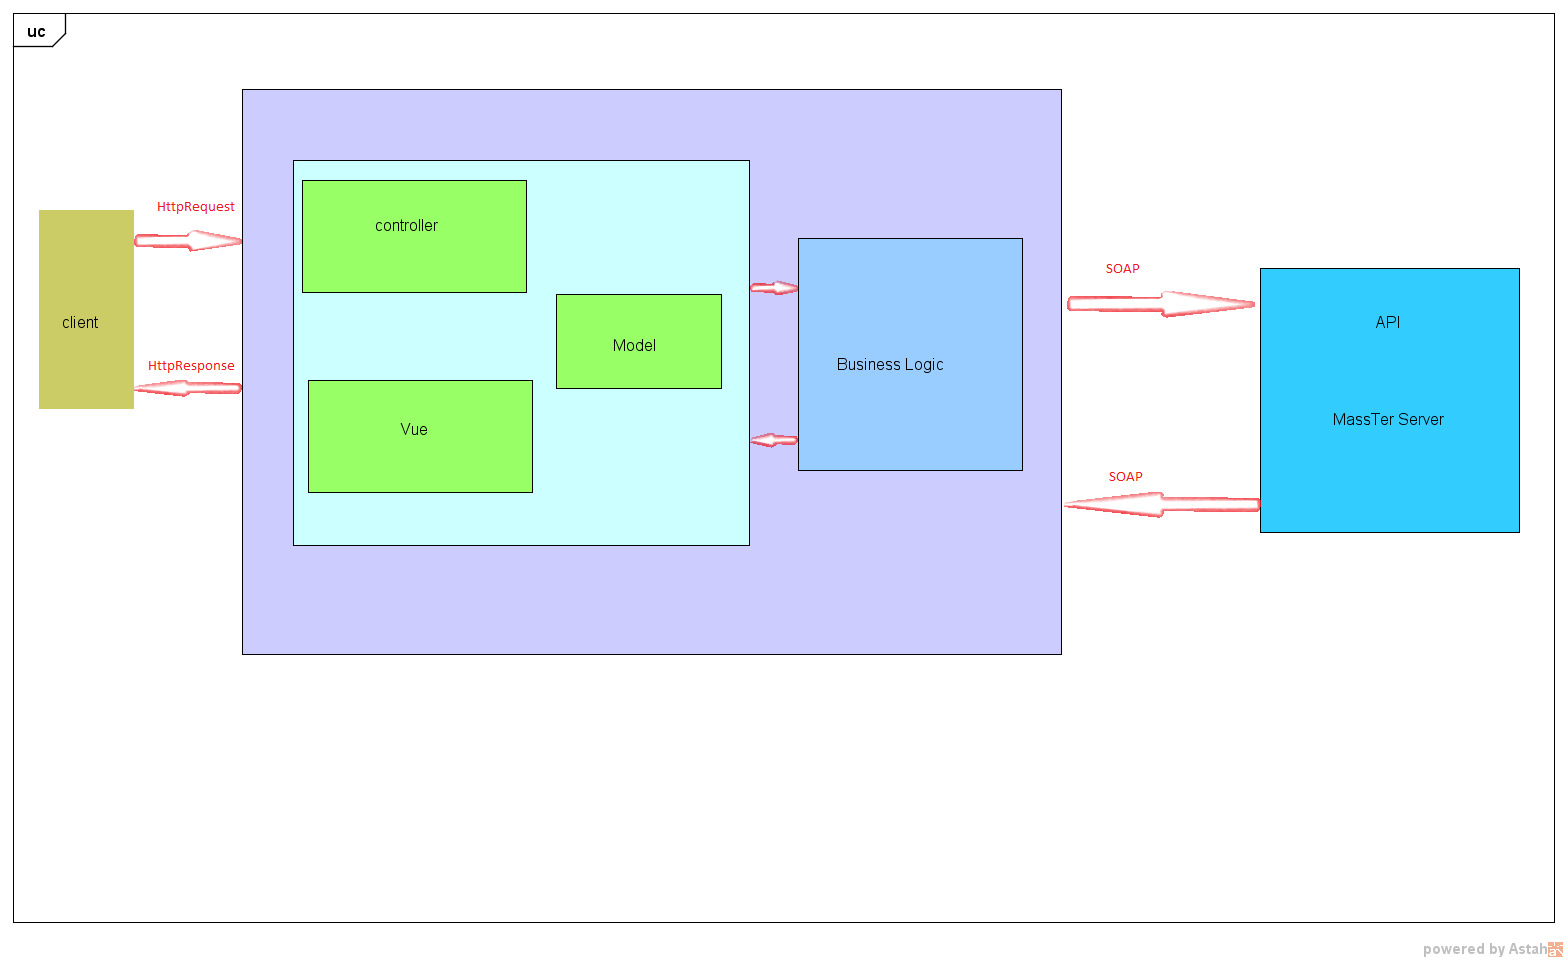 uc
HttpRequest
client
HttpResponse
controller
Model
Vue
Business Logic
SOAP
API
MassTer Server
SOAP
powered by Astah